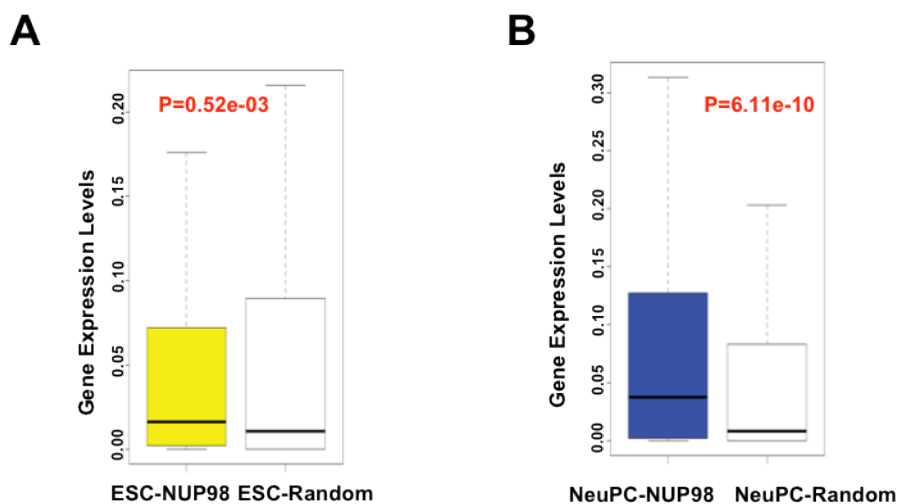 A
B
P=0.52e-03
Gene Expression Levels
0.20
0.15
0.10
0.05
0.00
ESC-NUP98 ESC-Random
P=6.11e-10
Gene Expression Levels
0.30
0.25
0.20
0.15
0.10
0.05
0.00
NeuPC-NUP98 NeuPC-Random